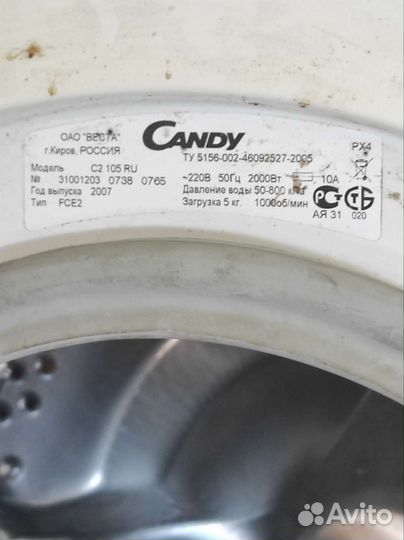 ОАО "ВЕСТА"
г.Киров, РОССИЯ
Модель C2 105 RU
№ 31001203 0738 0765
Год выпуска 2007
Тип FCE2
CANDY
ТУ 5156-002-46092527-2005
~220В 50Гц 2000Вт 10А
Давление воды 50-800 кПа
Загрузка 5 кг. 1000об/мин
PX4
АЯ 31 020
Avito